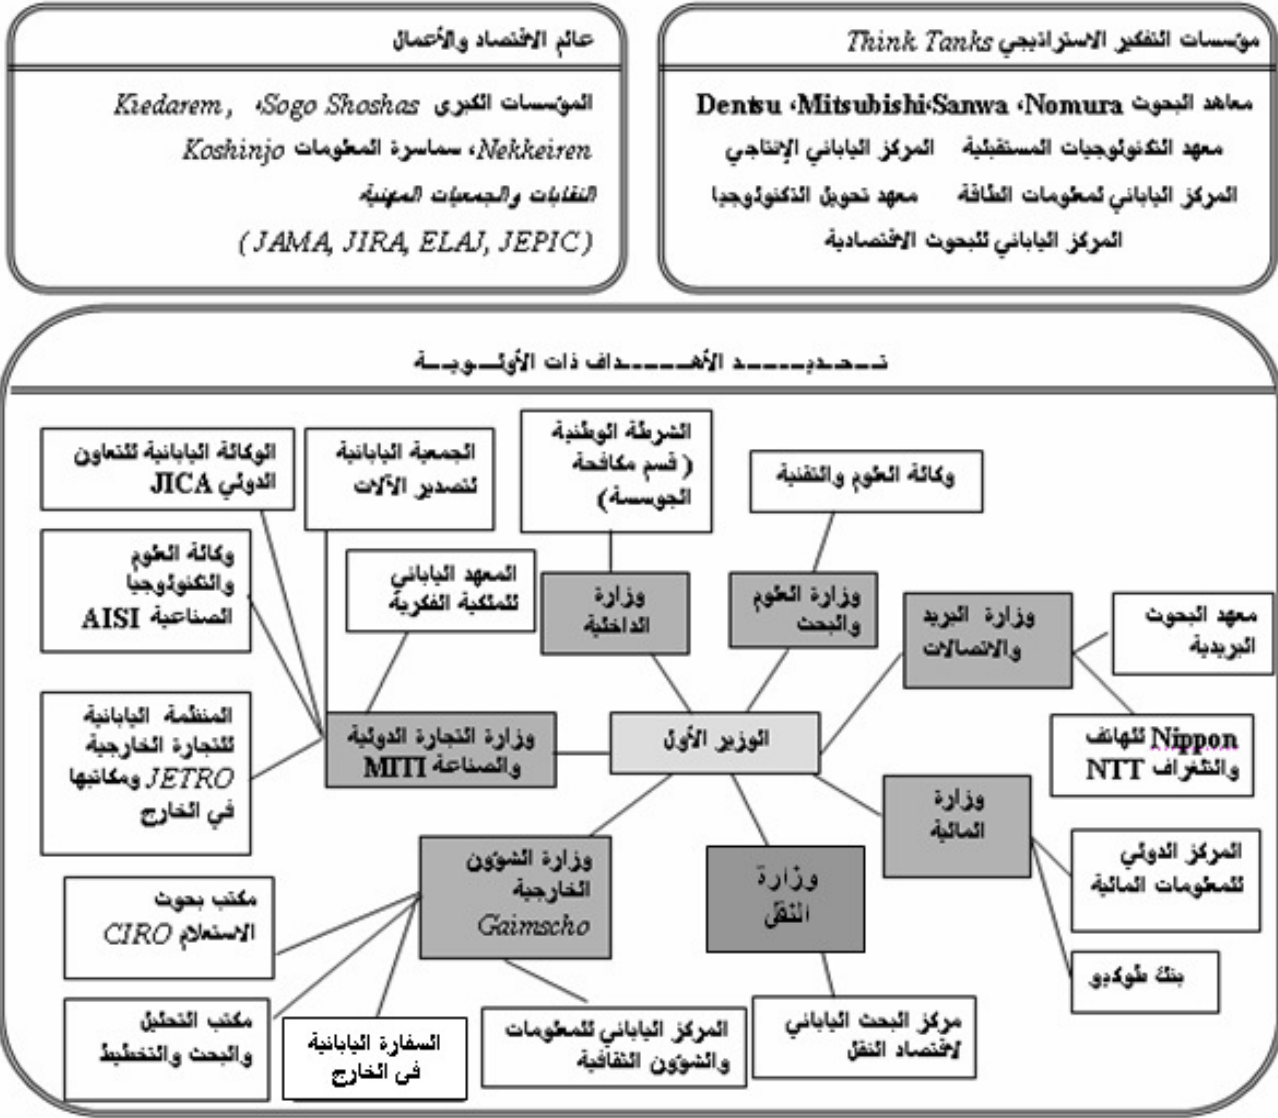 مؤسسات التفكير الاستراتيجي Think Tanks
معاهد البحوث Nomura، Sanwa،Mitsubishi، Dentsu
معهد التكنولوجيات المستقبلية المركز الياباني الإنتاجي
المركز الياباني لمعلومات الطاقة معهد تحويل التكنولوجيا
المركز الياباني للبحوث الاقتصادية
عالم الاقتصاد والأعمال
المؤسسات الكبرى Sogo Shoshas، Kiedarem,
Nekkeiren، سماسرة المعلومات Koshinjo
النقابات والجمعيات المهنية
(JAMA, JIRA, ELAJ, JEPIC)
تـــحــديــــــد الأهــــــداف ذات الأولــــويــــة
وكالة العلوم والتقنية
الشرطة الوطنية
( قسم مكافحة
الجوسسة)
الجمعية اليابانية
لتصدير الآلات
الوكالة اليابانية للتعاون
الدولي JICA
وكالة العلوم
والتكنولوجيا
الصناعية AISI
المعهد الياباني
للملكية الفكرية
وزارة
الداخلية
وزارة العلوم
والبحث
وزارة البريد
والاتصالات
معهد البحوث
البريدية
Nippon للهاتف
والتلغراف NTT
الوزير الأول
وزارة التجارة الدولية
والصناعة MITI
المنظمة اليابانية
للتجارة الخارجية
JETRO ومكاتبها
في الخارج
وزارة
المالية
المركز الدولي
للمعلومات المالية
بنك طوكيو
وزارة
النقل
وزارة الشؤون
الخارجية
Gaimscho
مكتب بحوث
الاستعلام CIRO
مركز البحث الياباني
لاقتصاد النقل
المركز الياباني للمعلومات
والشؤون الثقافية
السفارة اليابانية
في الخارج
مكتب التحليل
والبحث والتخطيط